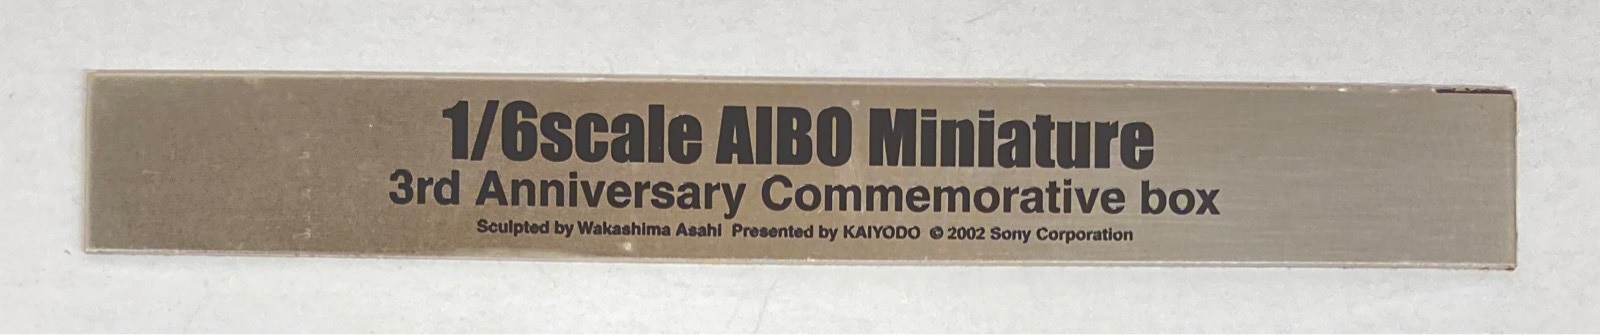 1/6scale AIBO Miniature
3rd Anniversary Commemorative box
Sculpted by Wakashima Asahi Presented by KAIYODO © 2002 Sony Corporation